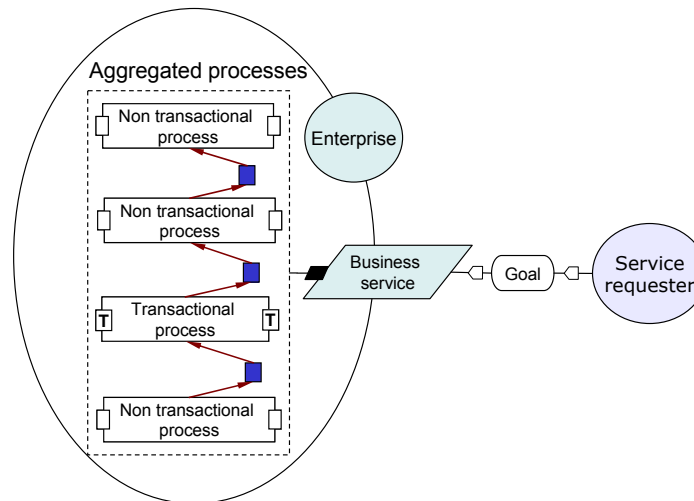 Aggregated processes
Non transactional
process
Enterprise
Non transactional
process
Business
service
Goal
Service
requester
T
Transactional
process
T
Non transactional
process